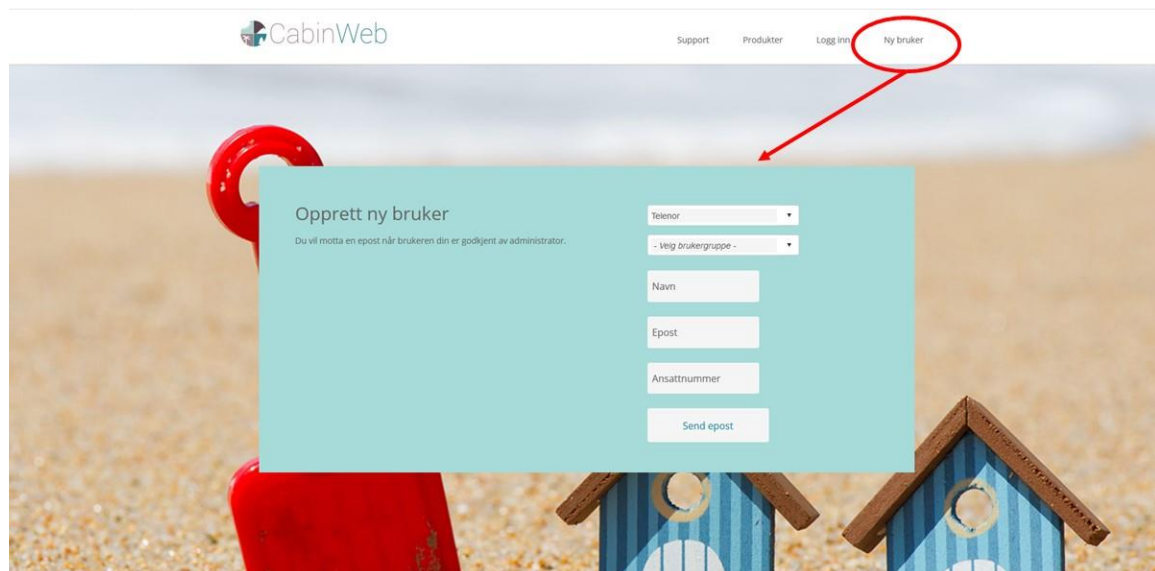 CabinWeb
Support Produkter Logg inn Ny bruker
Opprett ny bruker
Du vil motta en epost når brukeren din er godkjent av administrator.
Telenor
- Velg brukergruppe -
Navn
Epost
Ansattnummer
Send epost